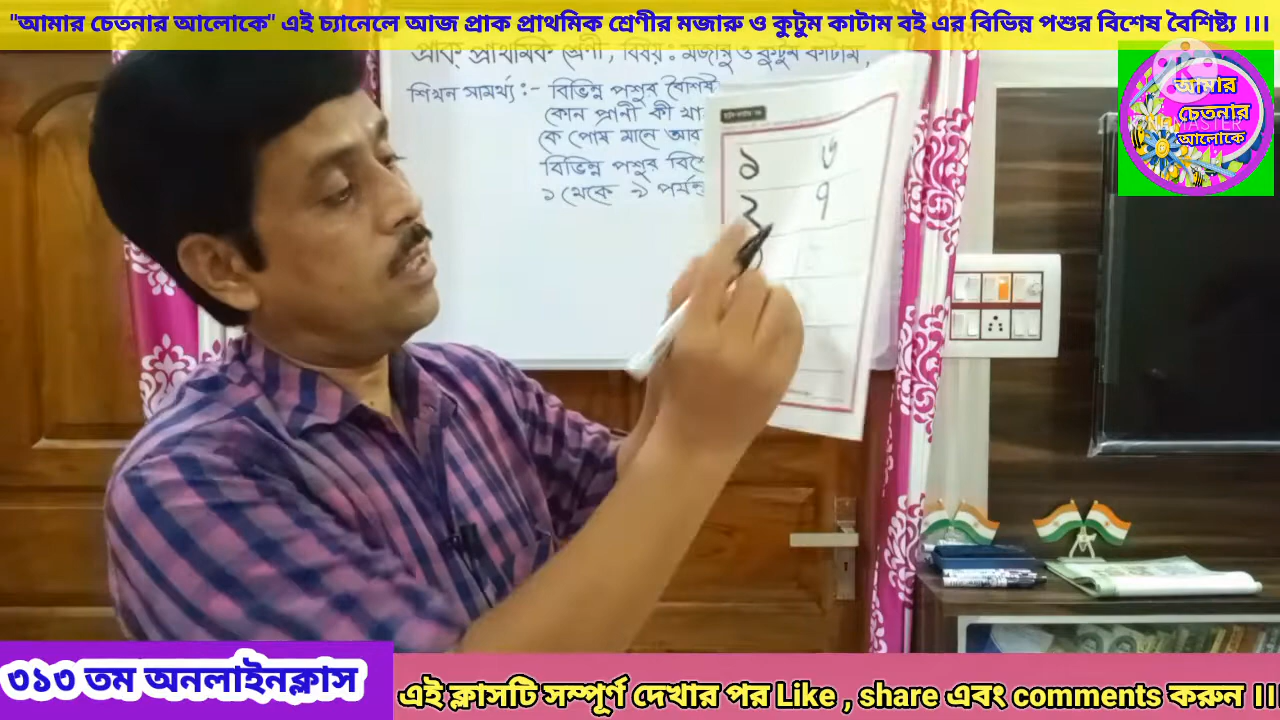 "আমার চেতনার আলোকে" এই চ্যানেলে আজ প্রাক প্রাথমিক শ্রেণীর মজারু ও কুটুম কাটাম বই এর বিভিন্ন পশুর বিশেষ বৈশিষ্ট্য ।।।
প্রাক্ প্রাথমিক শ্রেণী, বিষয়: মজারু ও কুটুম কাটাম,
শিখন সামর্থ্য :- বিভিন্ন পশুর
কোন প্রানী কী
কে পোষ মানে আর
বিভিন্ন পশুর
১ থেকে ৯ পর্যন্ত
১ ৬
২ ৭
আমার
চেতনার
আলোকে
৩১৩ তম অনলাইনক্লাস
এই ক্লাসটি সম্পূর্ণ দেখার পর Like , share এবং comments করুন ।।